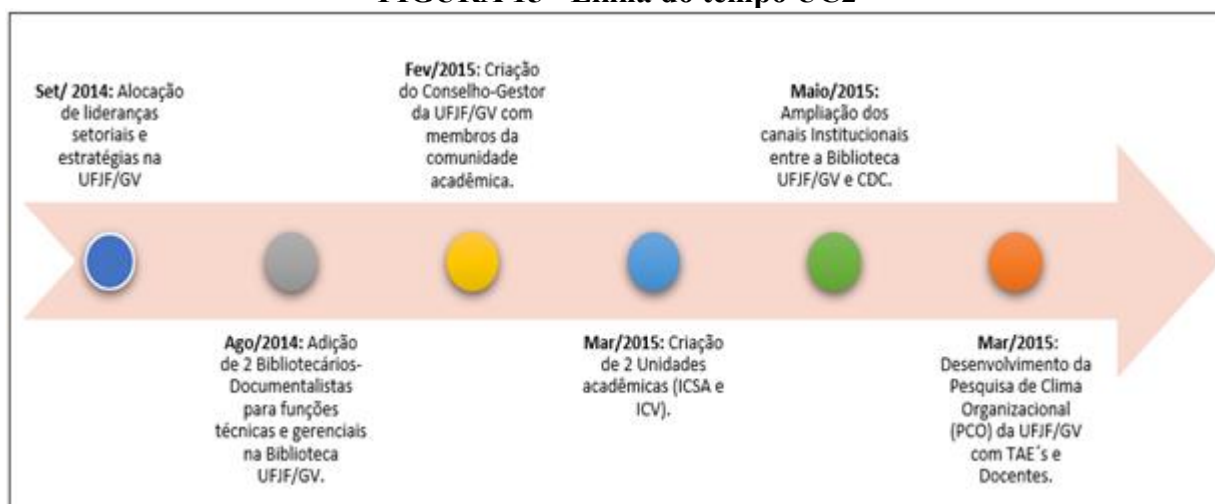 Set/ 2014: Alocação
de lideranças
setoriais e
estratégias na
UFJF/GV
Ago/2014: Adição
de 2 Bibliotecários-
Documentalistas
para funções
técnicas e gerenciais
na Biblioteca
UFJF/GV.
Fev/2015: Criação
do Conselho-Gestor
da UFJF/GV com
membros da
comunidade
acadêmica.
Mar/2015: Criação
de 2 Unidades
acadêmicas (ICSA e
ICV).
Maio/2015:
Ampliação dos
canais Institucionais
entre a Biblioteca
UFJF/GV e CDC.
Mar/2015:
Desenvolvimento da
Pesquisa de Clima
Organizacional
(PCO) da UFJF/GV
com TAE´s e
Docentes.